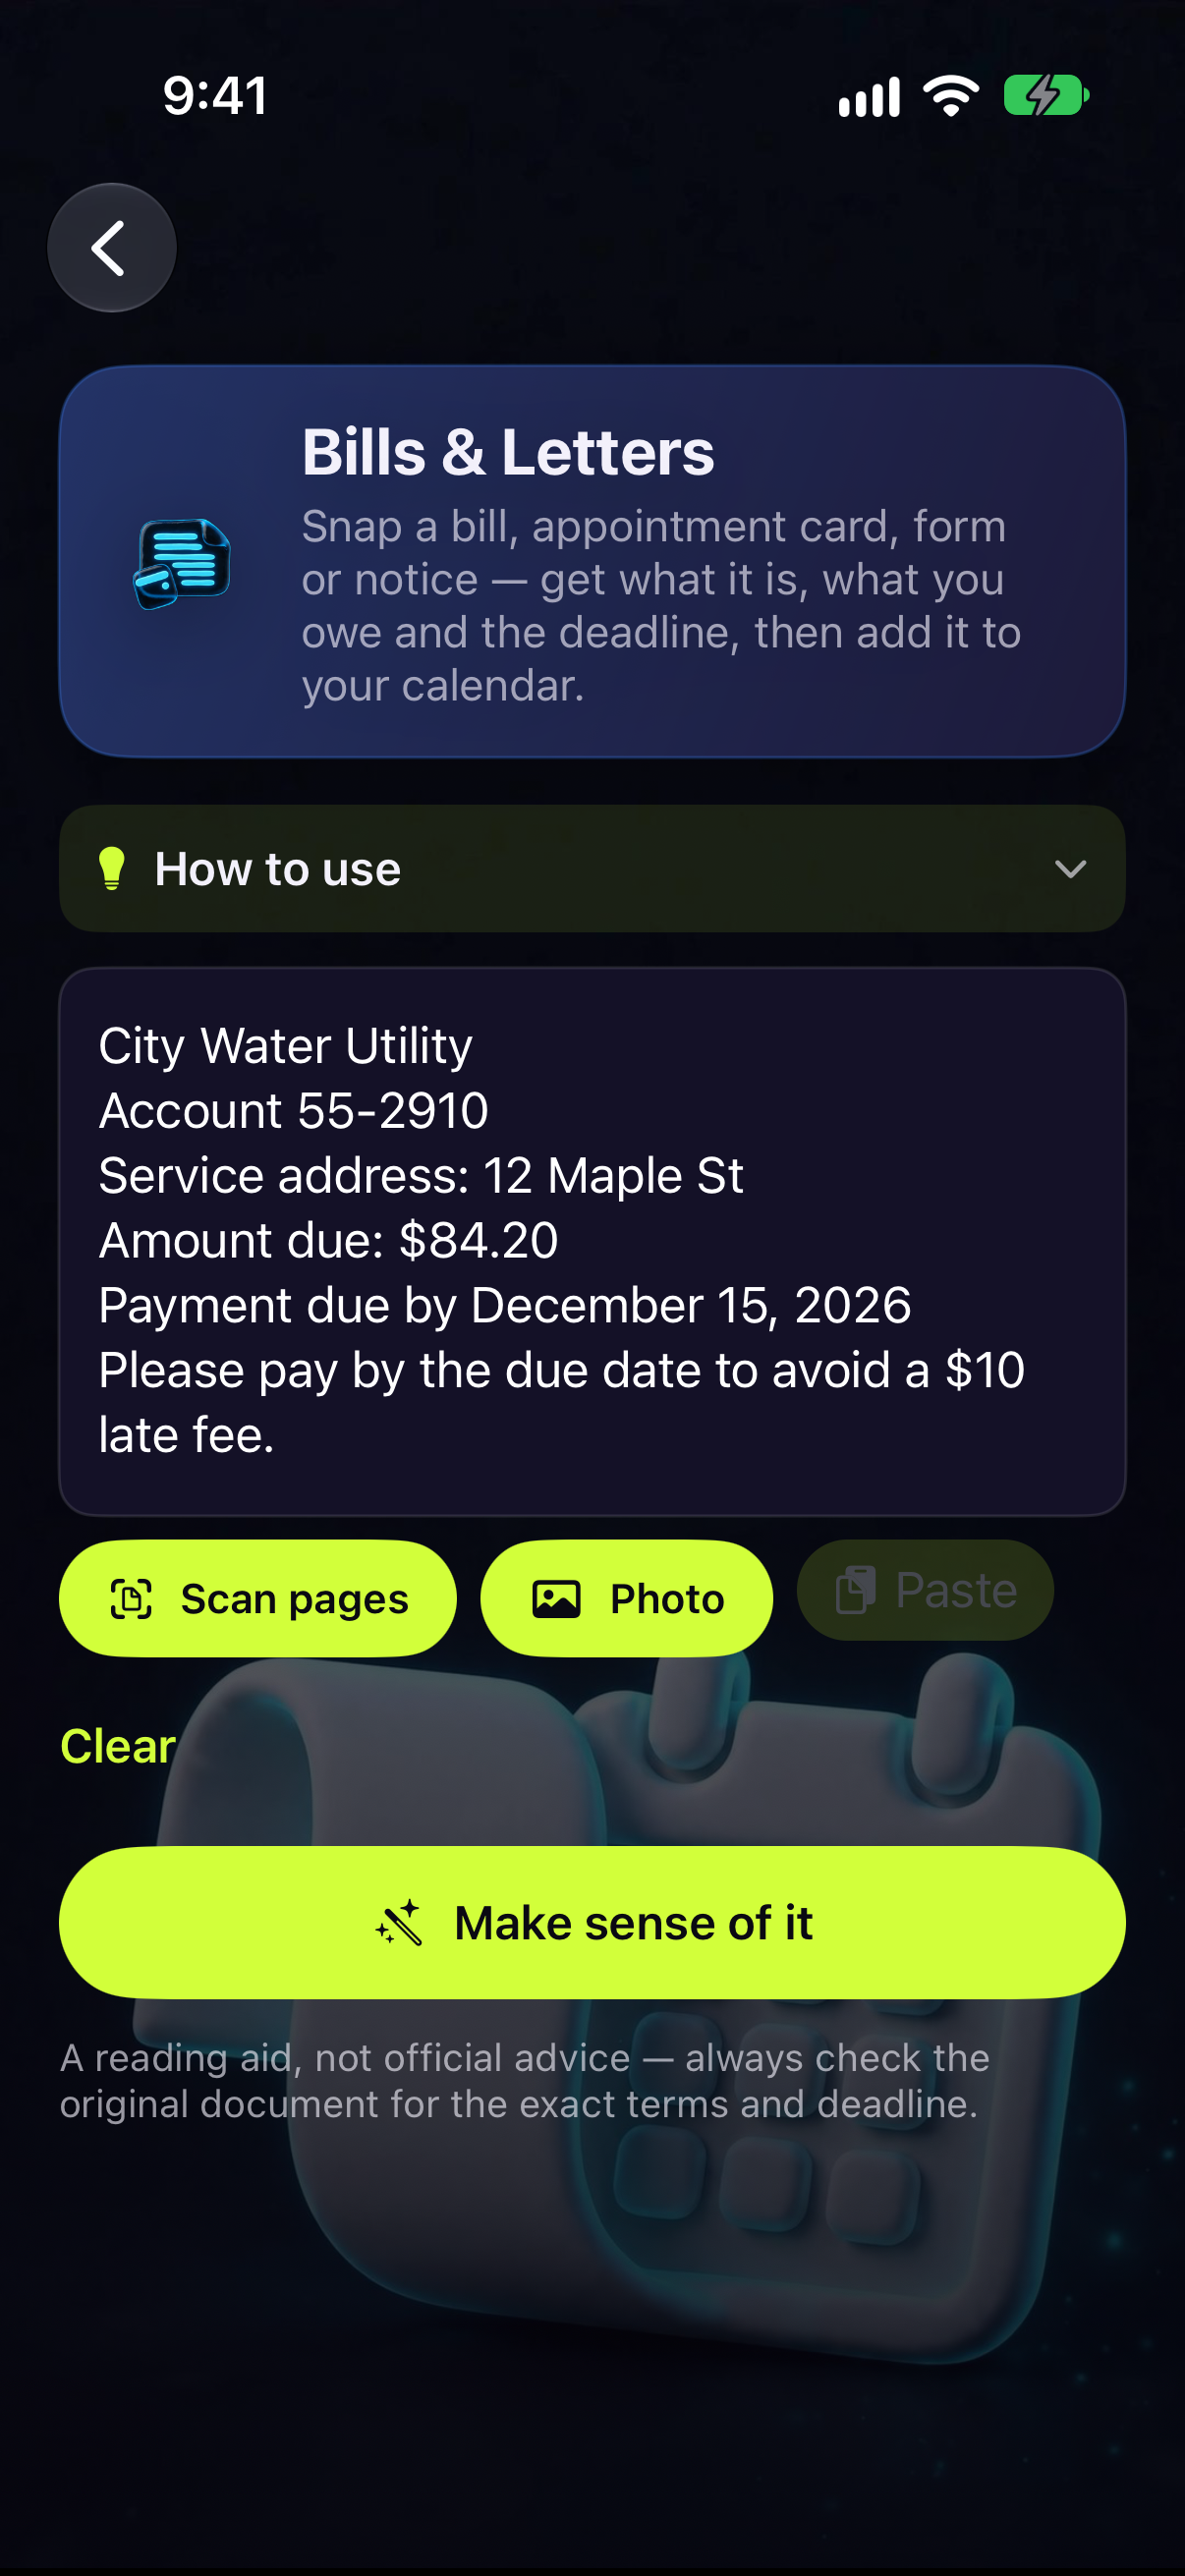 9:41
Bills & Letters
Snap a bill, appointment card, form
or notice — get what it is, what you
owe and the deadline, then add it to
your calendar.
How to use
City Water Utility
Account 55-2910
Service address: 12 Maple St
Amount due: $84.20
Payment due by December 15, 2026
Please pay by the due date to avoid a $10
late fee.
Scan pages
Photo
Paste
Clear
Make sense of it
A reading aid, not official advice — always check the
original document for the exact terms and deadline.